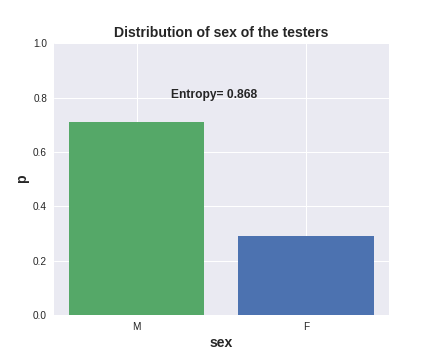 Distribution of sex of the testers
1.0
0.8
0.6
0.4
0.2
0.0
p
Entropy= 0.868
M F
sex